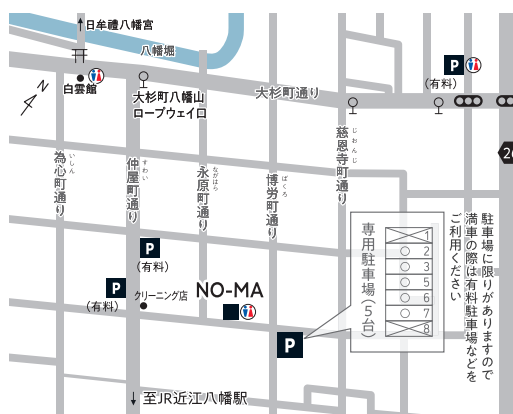 日牟禮八幡宮
八幡堀
P
(有料)
N
白雲館
大杉町八幡山
ロープウェイ口
大杉町通り
為心町通り
いしん
仲屋町通り
すわい
永原町通り
ながはら
博労町通り
ばくろ
慈恩寺町通り
じおんじ
P
(有料)
P
(有料)
クリーニング店
NO-MA
P
専用駐車場(5台)
1
2
3
5
6
7
8
駐車場に限りがありますので
満車の際は有料駐車場などを
ご利用ください
至JR近江八幡駅